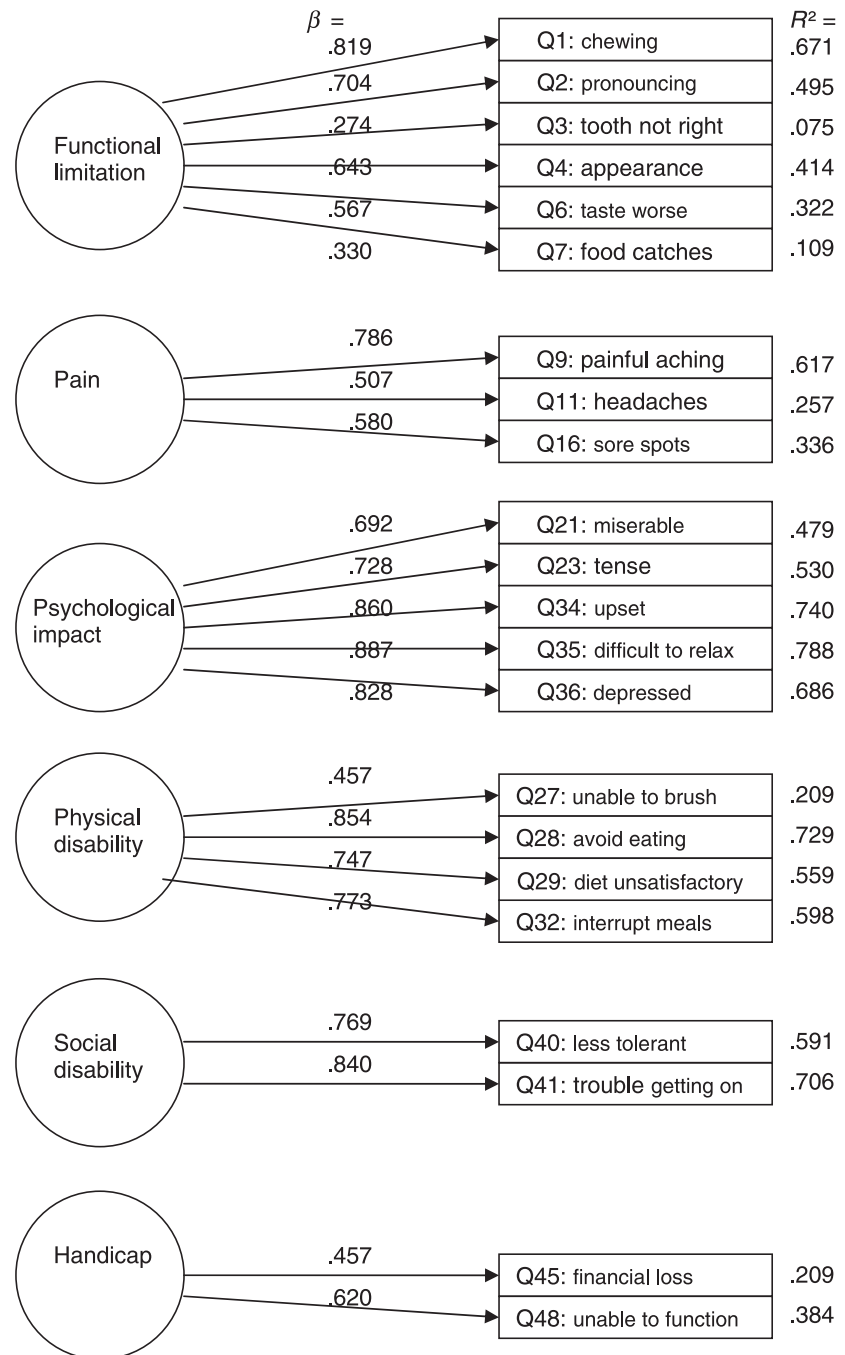 β = R² =
.819 Q1: chewing .671
.704 Q2: pronouncing .495
.274 Q3: tooth not right .075
Functional
limitation
.643 Q4: appearance .414
.567 Q6: taste worse .322
.330 Q7: food catches .109
Pain
.786 Q9: painful aching .617
.507 Q11: headaches .257
.580 Q16: sore spots .336
.692 Q21: miserable .479
.728 Q23: tense .530
Psychological
impact
.860 Q34: upset .740
.887 Q35: difficult to relax .788
.828 Q36: depressed .686
Physical
disability
.457 Q27: unable to brush .209
.854 Q28: avoid eating .729
.747 Q29: diet unsatisfactory .559
.773 Q32: interrupt meals .598
Social
disability
.769 Q40: less tolerant .591
.840 Q41: trouble getting on .706
Handicap
.457 Q45: financial loss .209
.620 Q48: unable to function .384